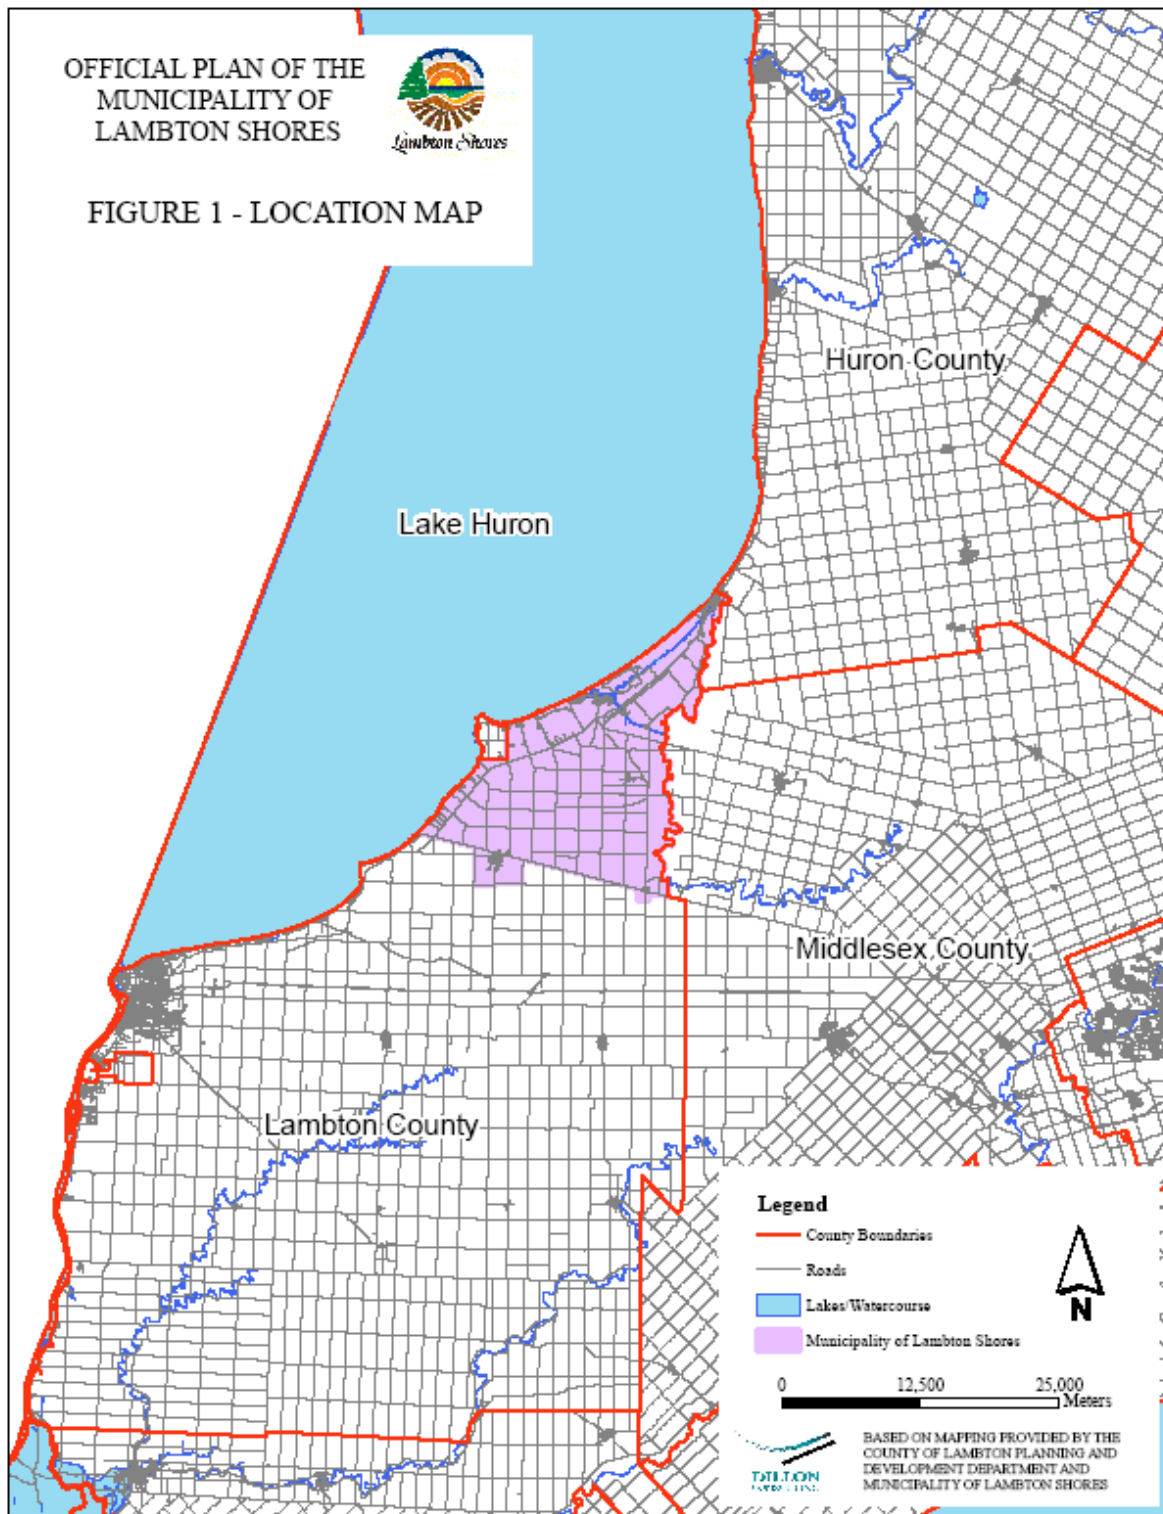 OFFICIAL PLAN OF THE
MUNICIPALITY OF
LAMBTON SHORES
Lambton Shores
FIGURE 1 - LOCATION MAP
Huron County
Lake Huron
Middlesex County
Lambton County
Legend
County Boundaries
Roads
Lakes/Watercourse
Municipality of Lambton Shores
N
0 12,500 25,000
Meters
DILLON
CONSULTING
BASED ON MAPPING PROVIDED BY THE
COUNTY OF LAMBTON PLANNING AND
DEVELOPMENT DEPARTMENT AND
MUNICIPALITY OF LAMBTON SHORES